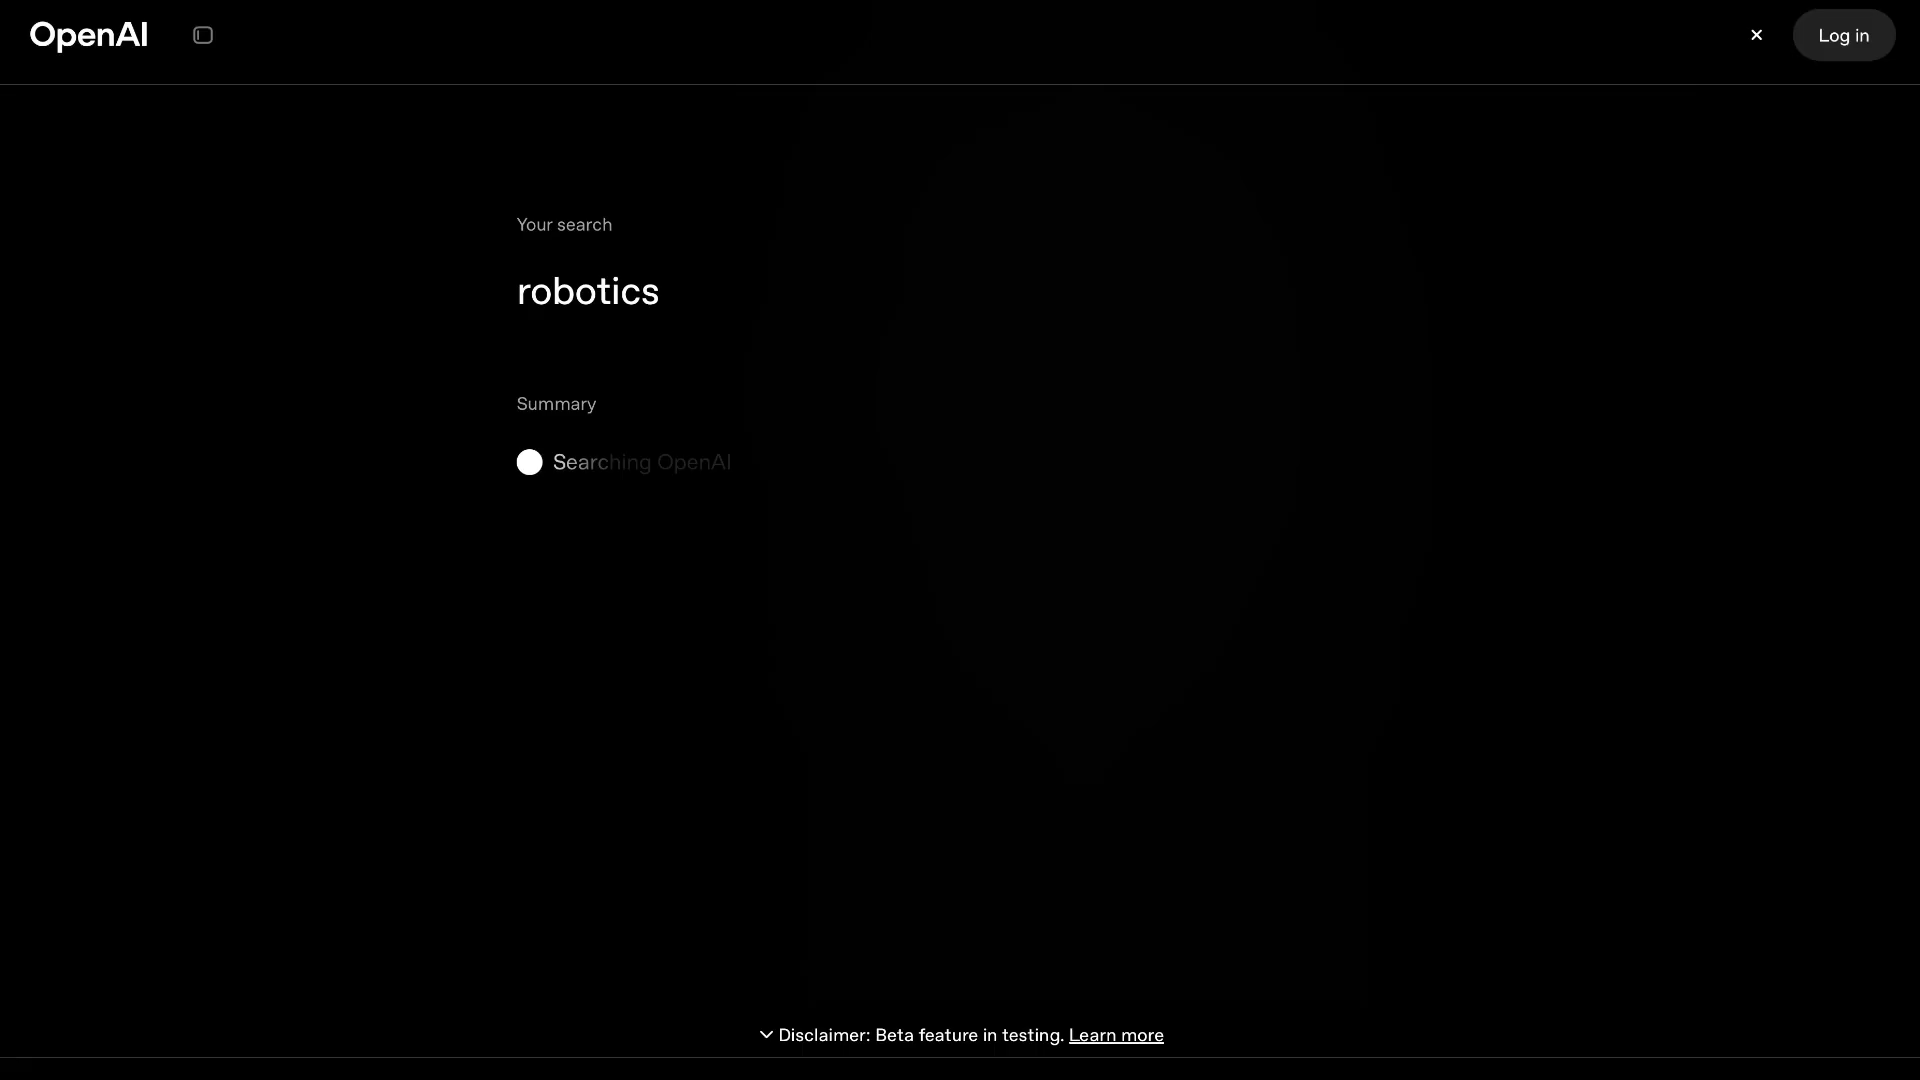 OpenAI
Log in
Your search
robotics
Summary
Searching OpenAI
Disclaimer: Beta feature in testing. Learn more